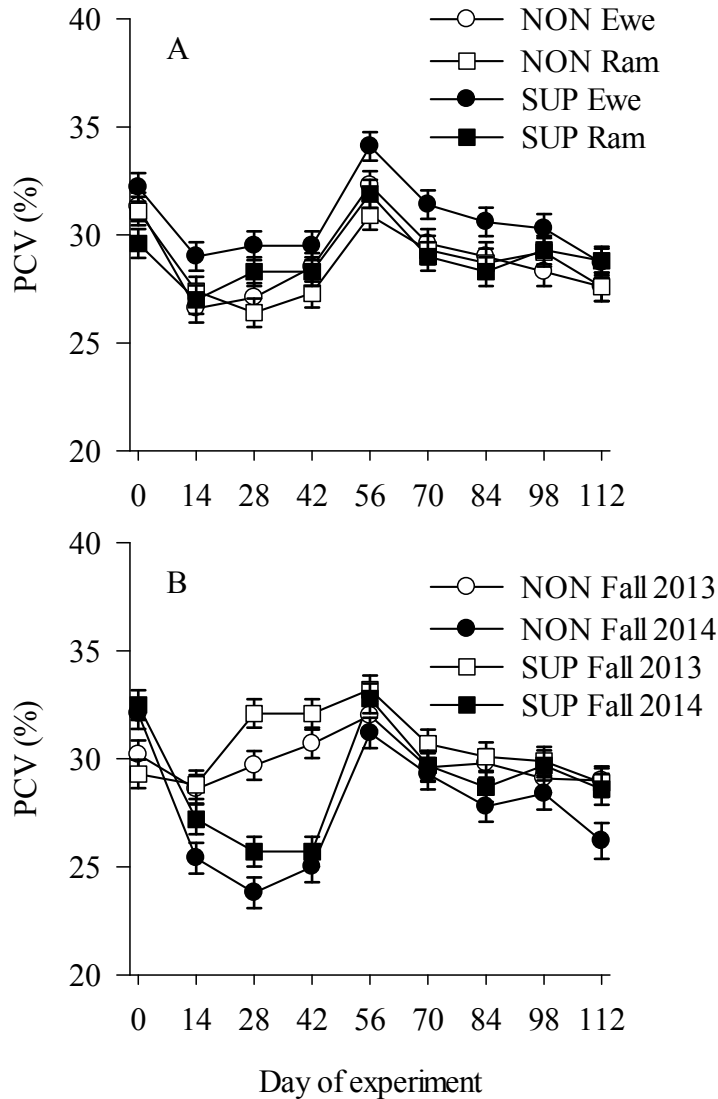 40
A
NON Ewe
NON Ram
SUP Ewe
SUP Ram
35
30
25
20
PCV (%)
0 14 28 42 56 70 84 98 112
40
B
NON Fall 2013
NON Fall 2014
SUP Fall 2013
SUP Fall 2014
35
30
25
20
PCV (%)
0 14 28 42 56 70 84 98 112
Day of experiment